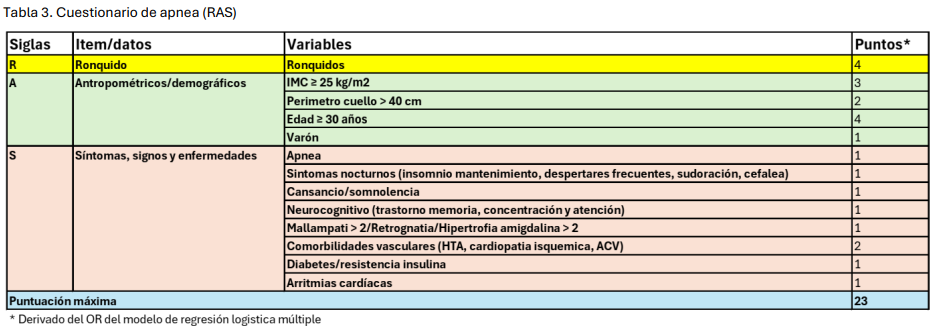 Tabla 3. Cuestionario de apnea (RAS)
Siglas Item/datos Variables Puntos*
R Ronquido Ronquidos 4
A Antropométricos/demográficos IMC ≥ 25 kg/m2 3
Perimetro cuello > 40 cm 2
Edad ≥ 30 años 4
Varón 1
S Síntomas, signos y enfermedades Apnea 1
Sintomas nocturnos (insomnio mantenimiento, despertares frecuentes, sudoración, cefalea) 1
Cansancio/somnolencia 1
Neurocognitivo (trastorno memoria, concentración y atención) 1
Mallampati > 2/Retrognatia/Hipertrofia amigdalina > 2 1
Comorbilidades vasculares (HTA, cardiopatia isquemica, ACV) 2
Diabetes/resistencia insulina 1
Arritmias cardíacas 1
Puntuación máxima 23
* Derivado del OR del modelo de regresión logistica múltiple